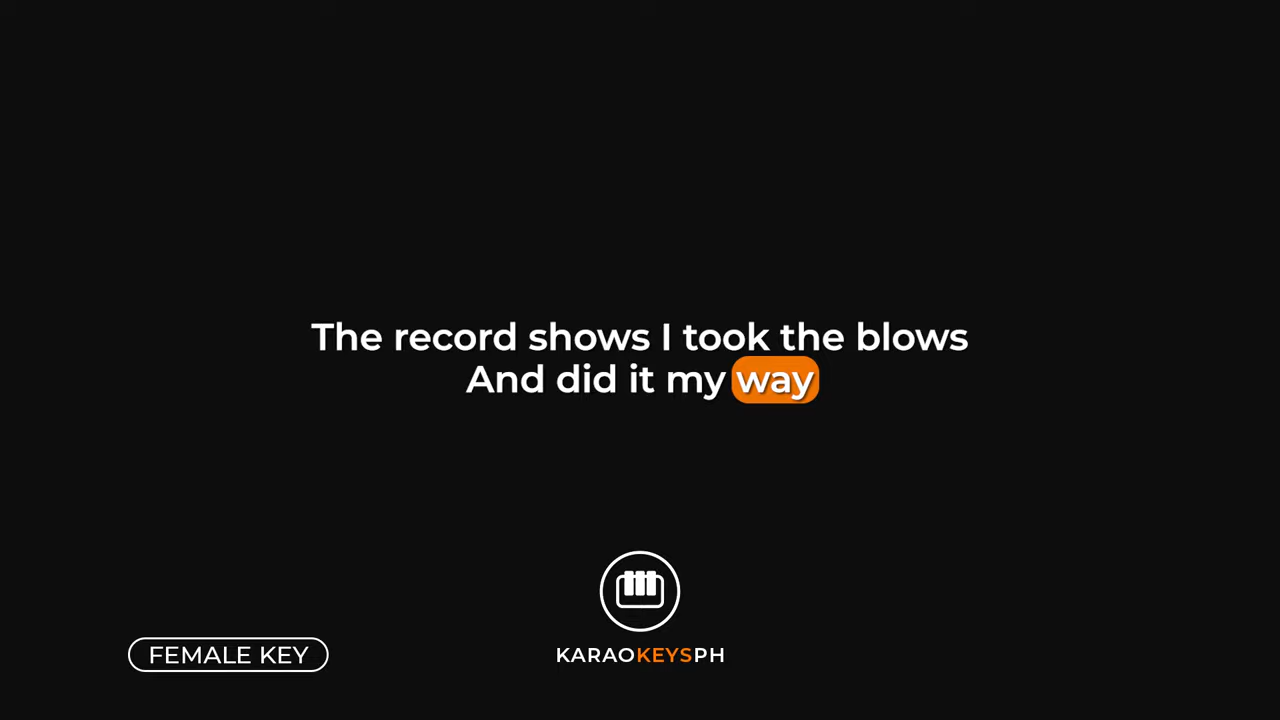 The record shows I took the blows
And did it my way
FEMALE KEY
KARAOKEYSPH